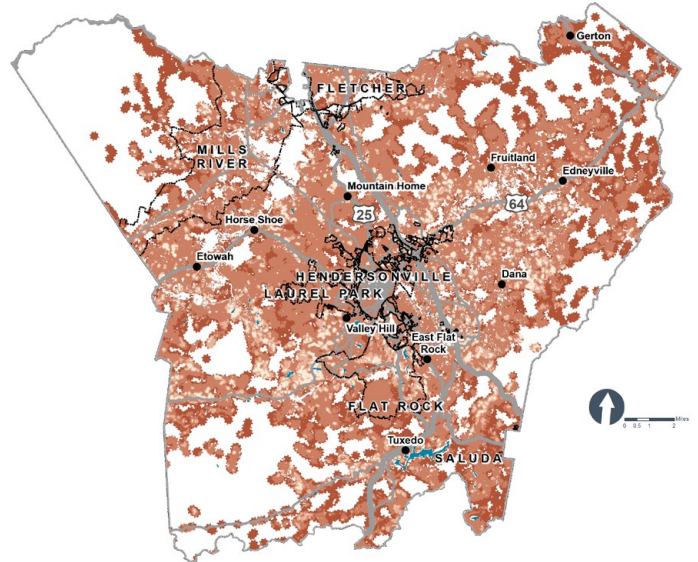 Gerton
FLETCHER
MILLS
RIVER
Fruitland
Edneyville
Mountain Home
64
25
Horse Shoe
Etowah
HENDERSONVILLE
Dana
LAUREL PARK
Valley Hill
East Flat
Rock
FLAT ROCK
Miles
0 0.5 1 2
Tuxedo
SALUDA